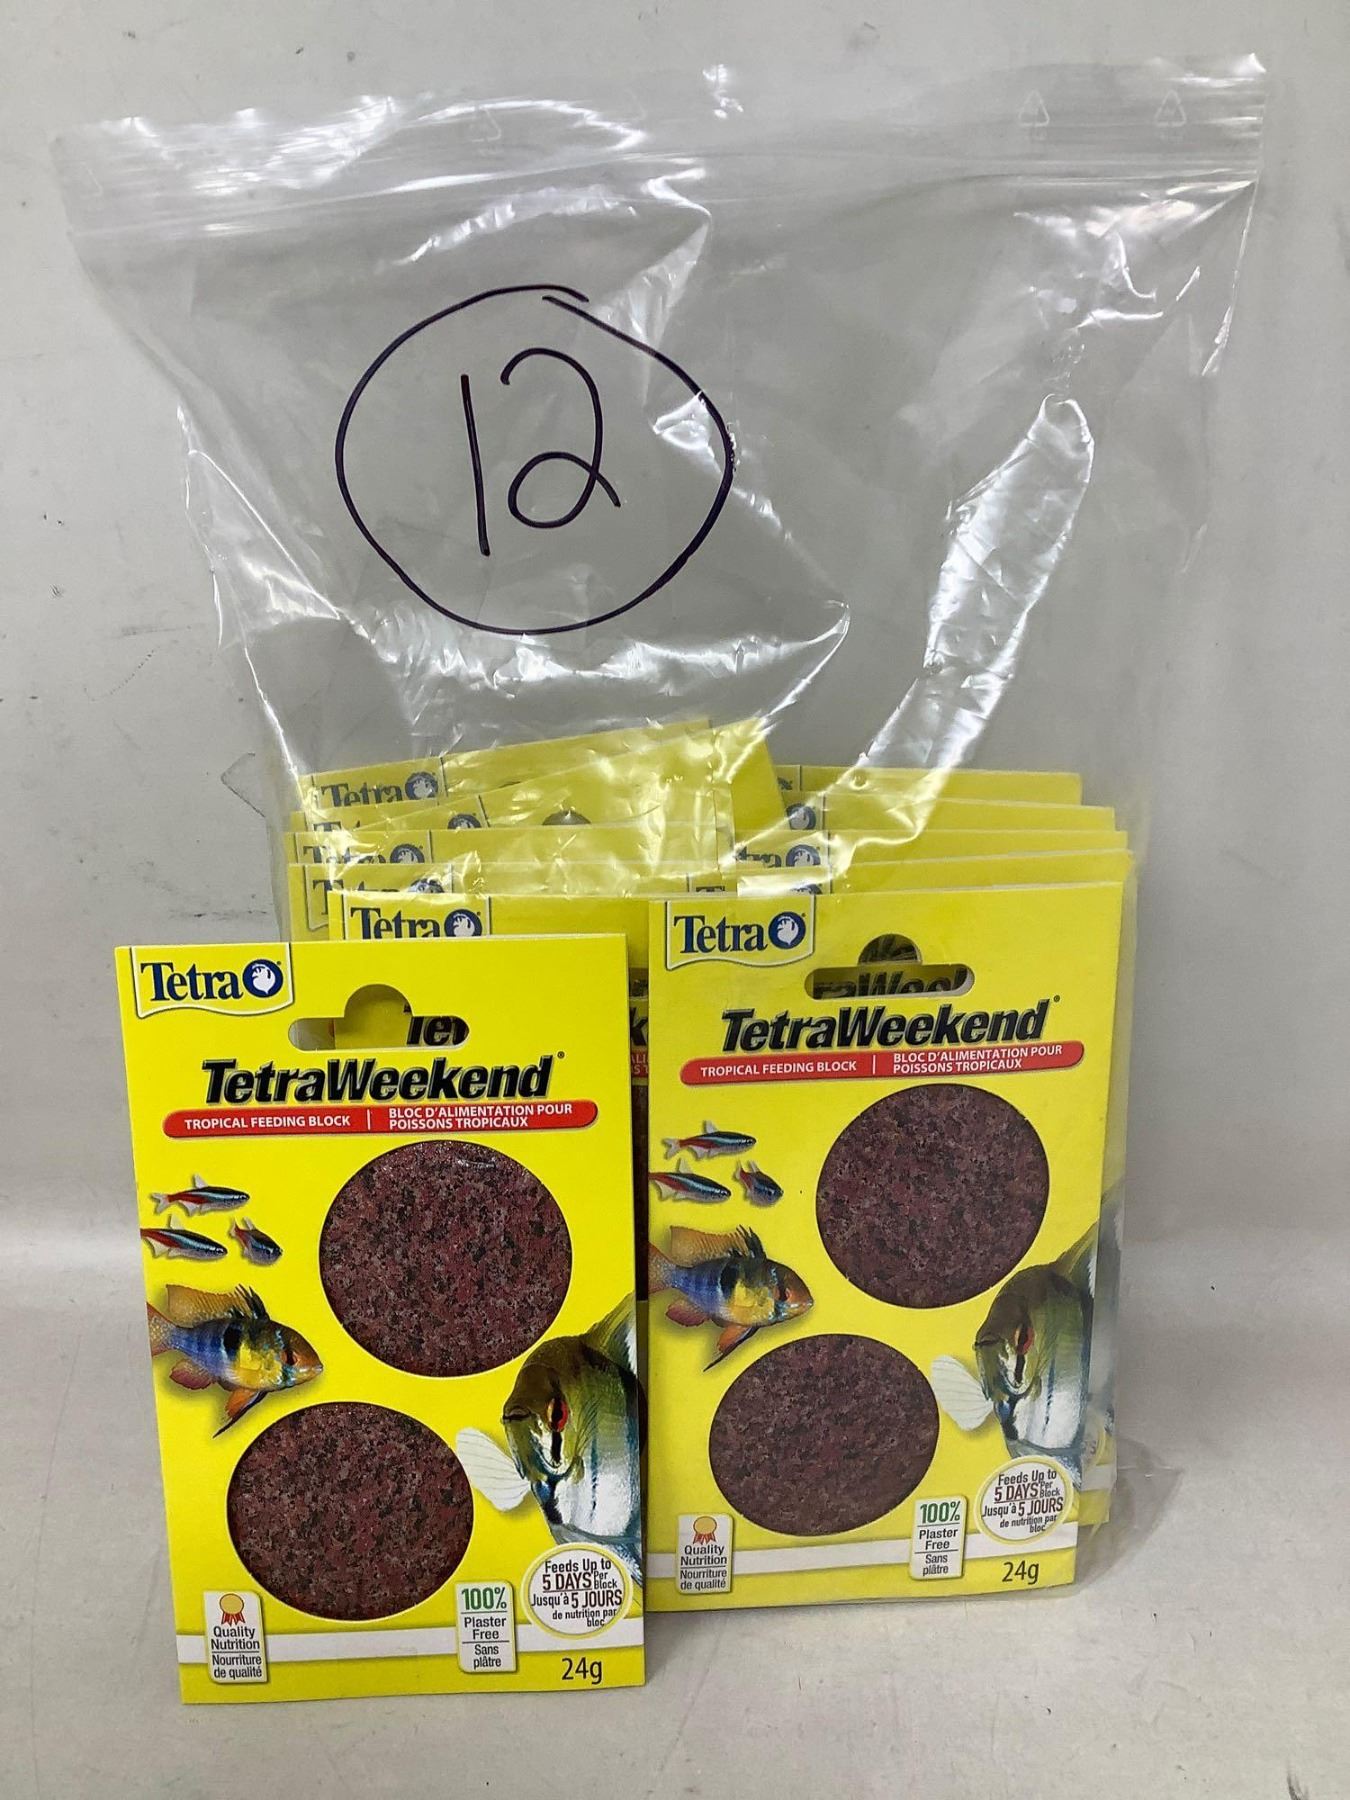 12
Tetra
Tetra
Tetra
Tetra
Tetra
TetraWeekend®
TROPICAL FEEDING BLOCK | BLOC D'ALIMENTATION POUR
POISSONS TROPICAUX
Quality
Nutrition
Nourriture
de qualité
100%
Plaster
Free
Sans
plâtre
Feeds Up to
5 DAYS Per Block
Jusqu'à 5 JOURS
de nutrition par
bloc
24g
Tetra
TetraWeekend®
TROPICAL FEEDING BLOCK | BLOC D'ALIMENTATION POUR
POISSONS TROPICAUX
Quality
Nutrition
Nourriture
de qualité
100%
Plaster
Free
Sans
plâtre
Feeds Up to
5 DAYS Per Block
Jusqu'à 5 JOURS
de nutrition par
bloc
24g